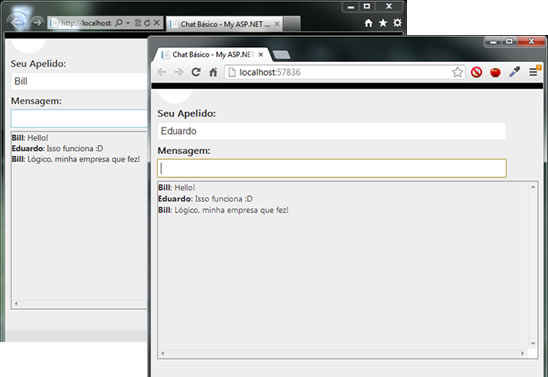 http://localhost
Chat Básico - My ASP.NET ...
Seu Apelido:
Bill
Mensagem:
Bill: Hello!
Eduardo: Isso funciona :D
Bill: Lógico, minha empresa que fez!
Chat Básico - My ASP.NET
localhost:57836
Seu Apelido:
Eduardo
Mensagem:
Bill: Hello!
Eduardo: Isso funciona :D
Bill: Lógico, minha empresa que fez!